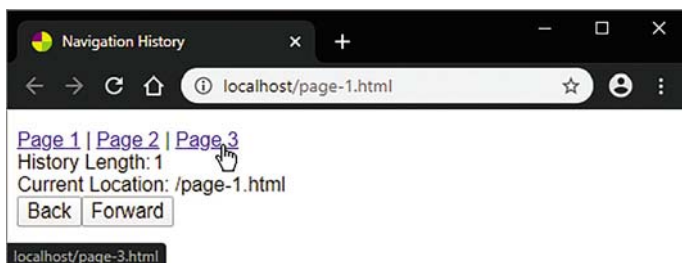 Navigation History
localhost/page-1.html
Page 1 | Page 2 | Page 3
History Length: 1
Current Location: /page-1.html
Back Forward
localhost/page-3.html